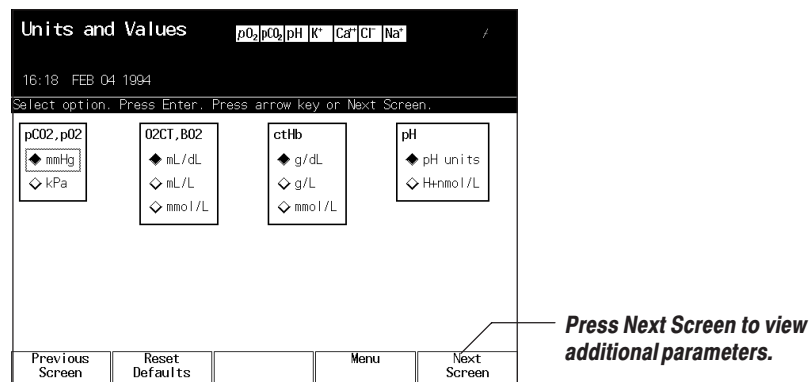 Units and Values
pO₂ pCO₂ pH K⁺ Ca⁺⁺ Cl⁻ Na⁺ /
16:18 FEB 04 1994
Select option. Press Enter. Press arrow key or Next Screen.
pCO2,pO2
◆ mmHg
◇ kPa
O2CT,BO2
◆ mL/dL
◇ mL/L
◇ mmol/L
ctHb
◆ g/dL
◇ g/L
◇ mmol/L
pH
◆ pH units
◇ H+nmol/L
Press Next Screen to view
additional parameters.
Previous
Screen
Reset
Defaults
Menu
Next
Screen